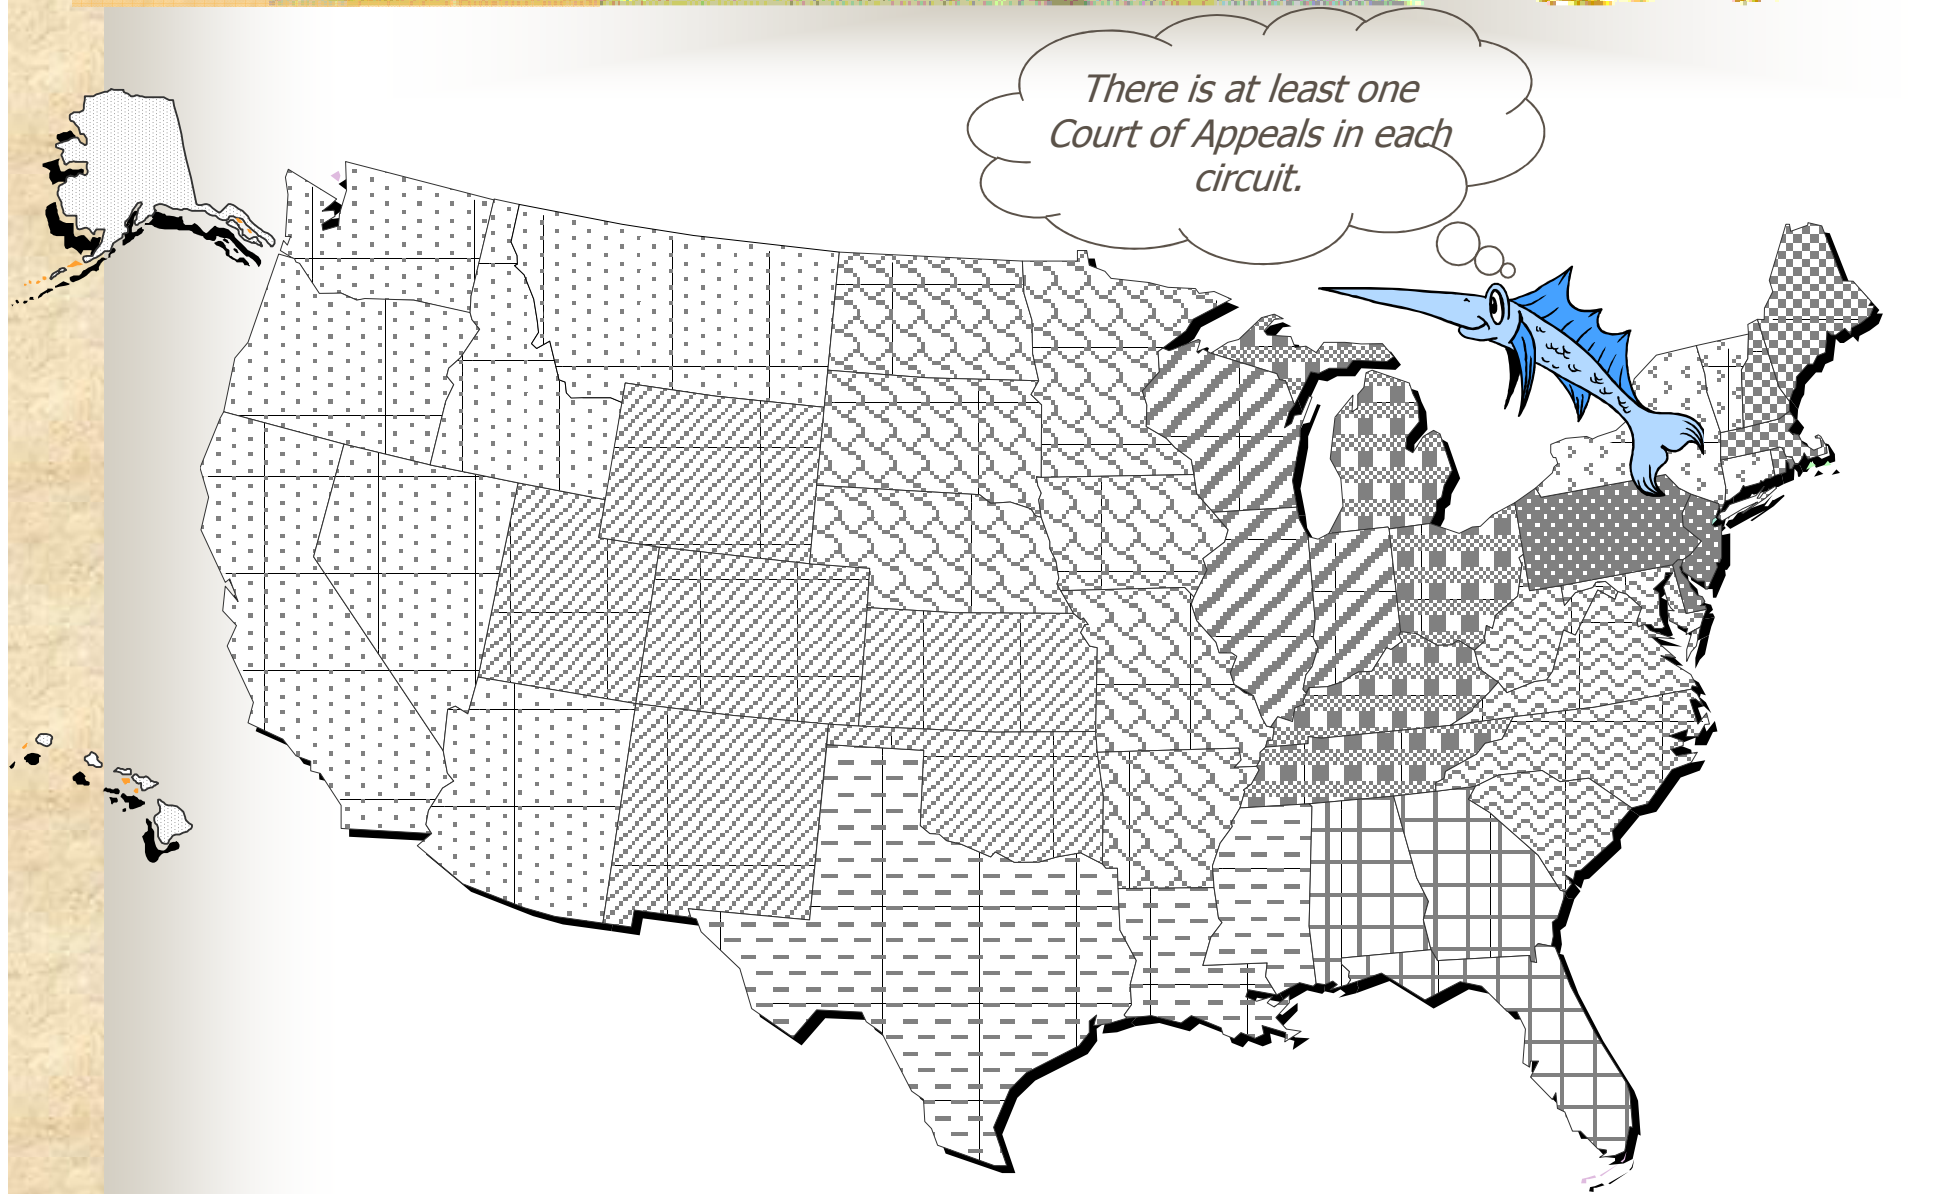 There is at least one
Court of Appeals in each
circuit.